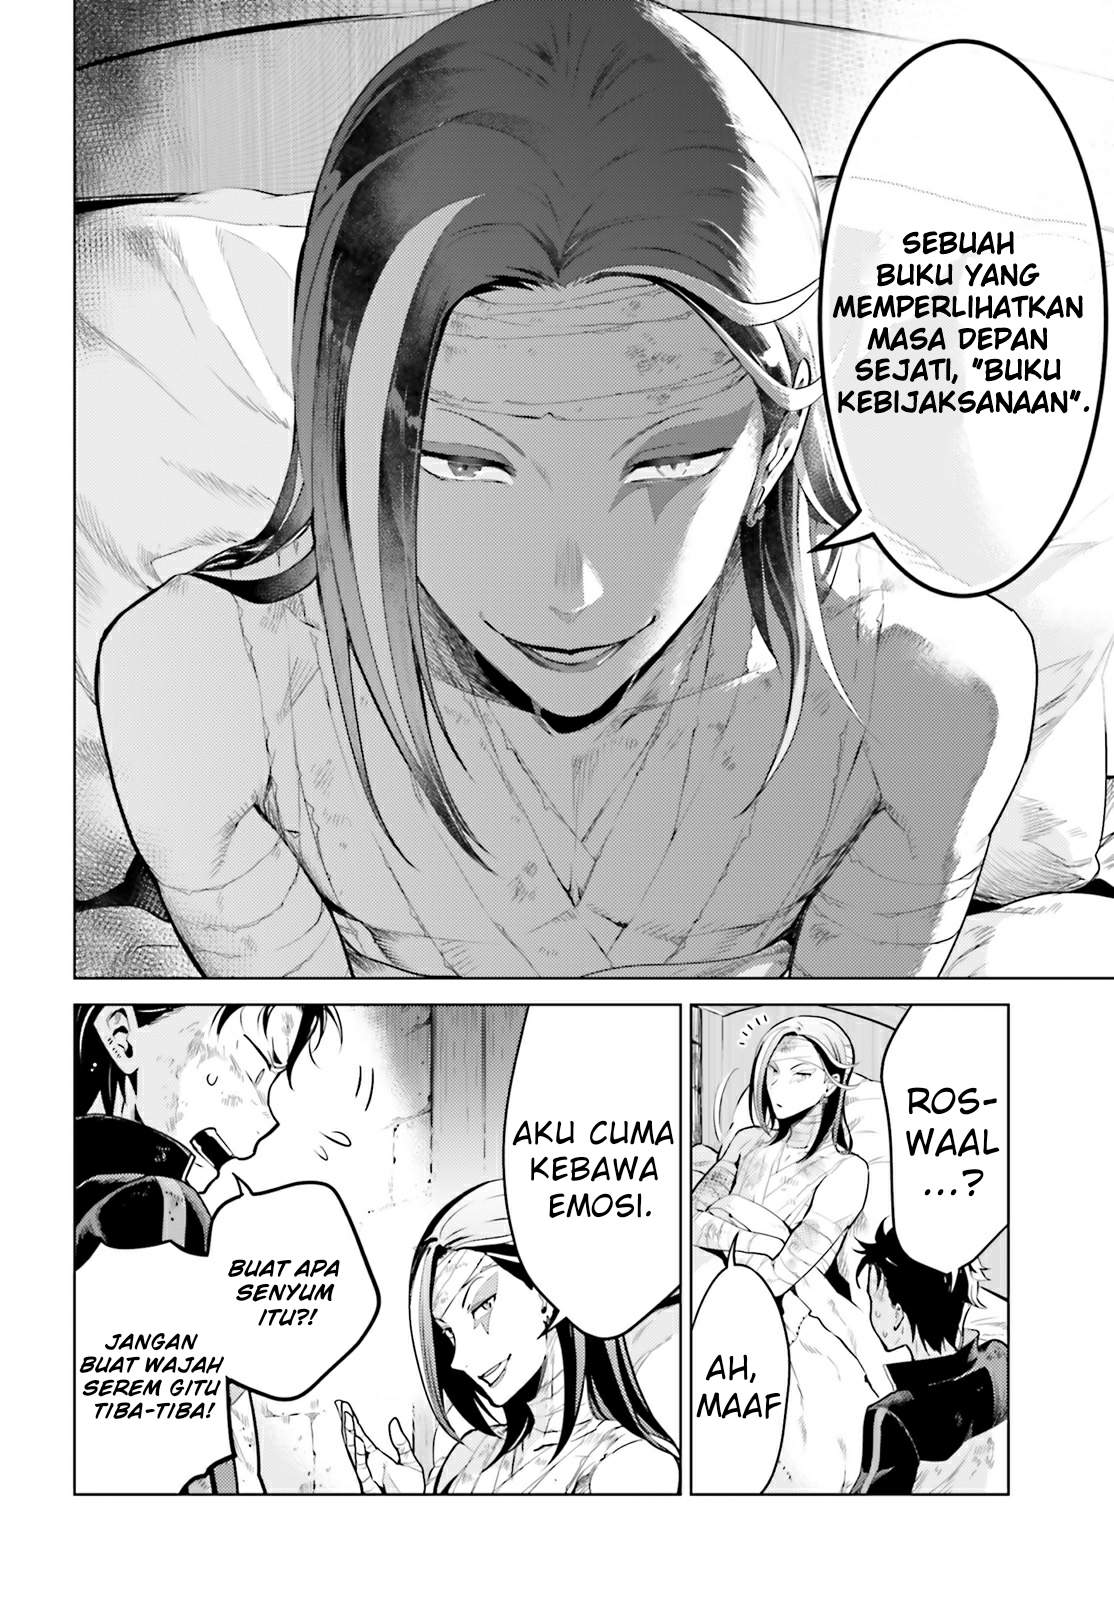 SEBUAH
BUKU YANG
MEMPERLIHATKAN
MASA DEPAN
SEJATI, "BUKU
KEBIJAKSANAAN".
ROS-
WAAL
...?
AH,
MAAF
AKU CUMA
KEBAWA
EMOSI.
BUAT APA
SENYUM
ITU?!
JANGAN
BUAT WAJAH
SEREM GITU
TIBA-TIBA!